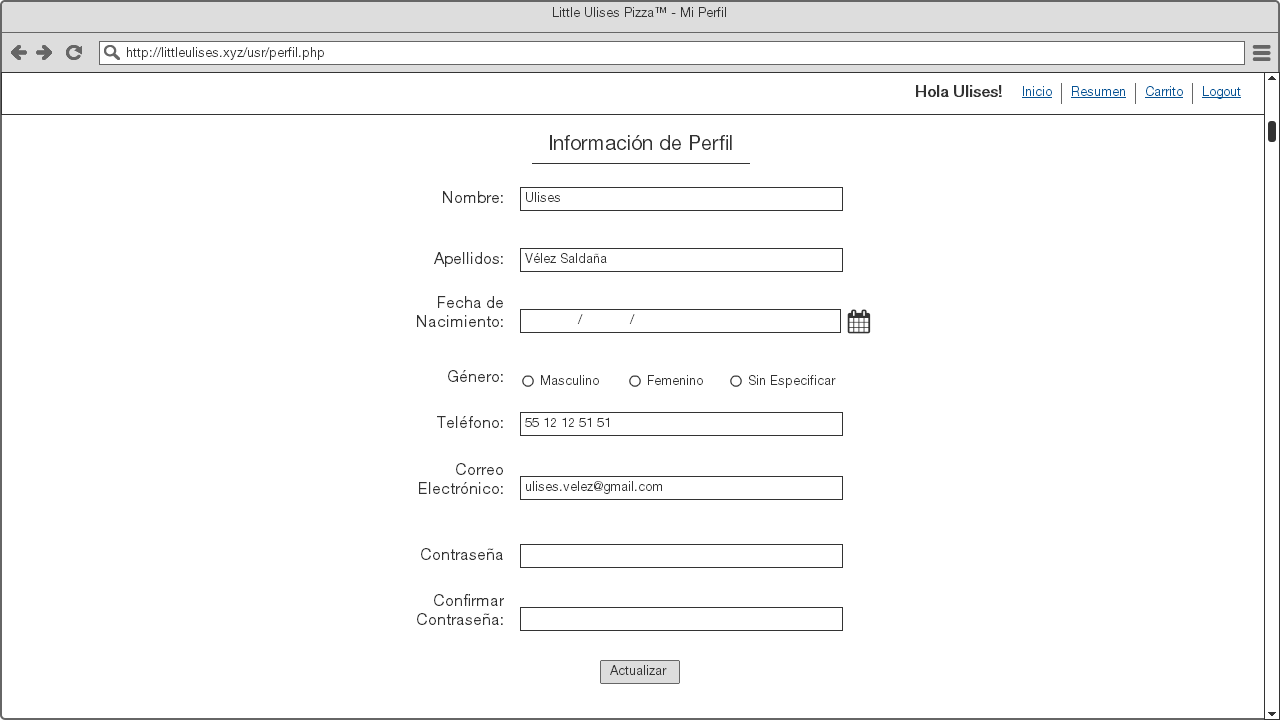 Little Ulises Pizza™ - Mi Perfil
http://littleulises.xyz/usr/perfil.php
Hola Ulises! Inicio Resumen Carrito Logout
Información de Perfil
Nombre: Ulises
Apellidos: Vélez Saldaña
Fecha de
Nacimiento: / /
Género: Masculino Femenino Sin Especificar
Teléfono: 55 12 12 51 51
Correo
Electrónico: ulises.velez@gmail.com
Contraseña
Confirmar
Contraseña:
Actualizar